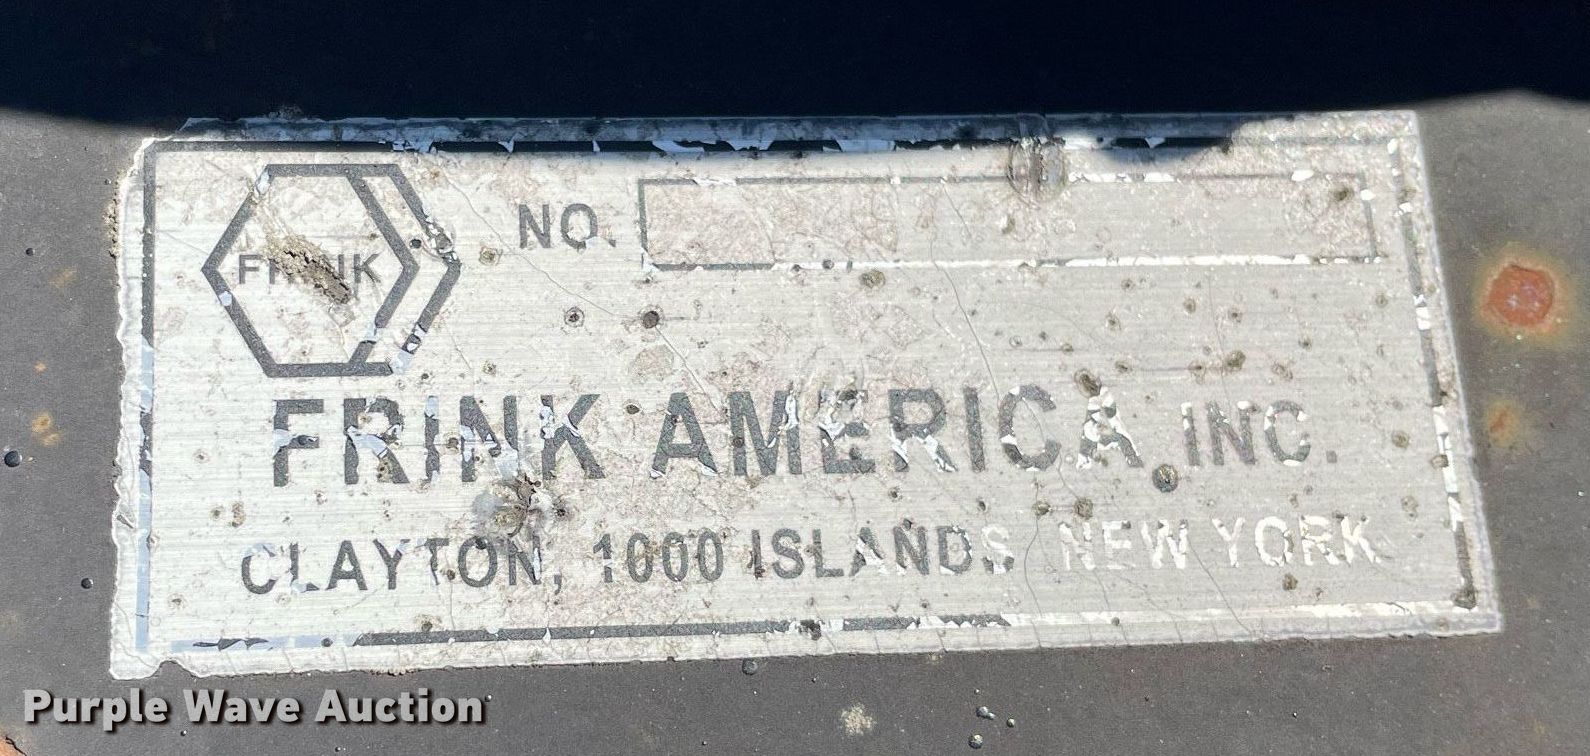 FRINK
NO.
FRINK AMERICA, INC.
CLAYTON, 1000 ISLANDS, NEW YORK
Purple Wave Auction